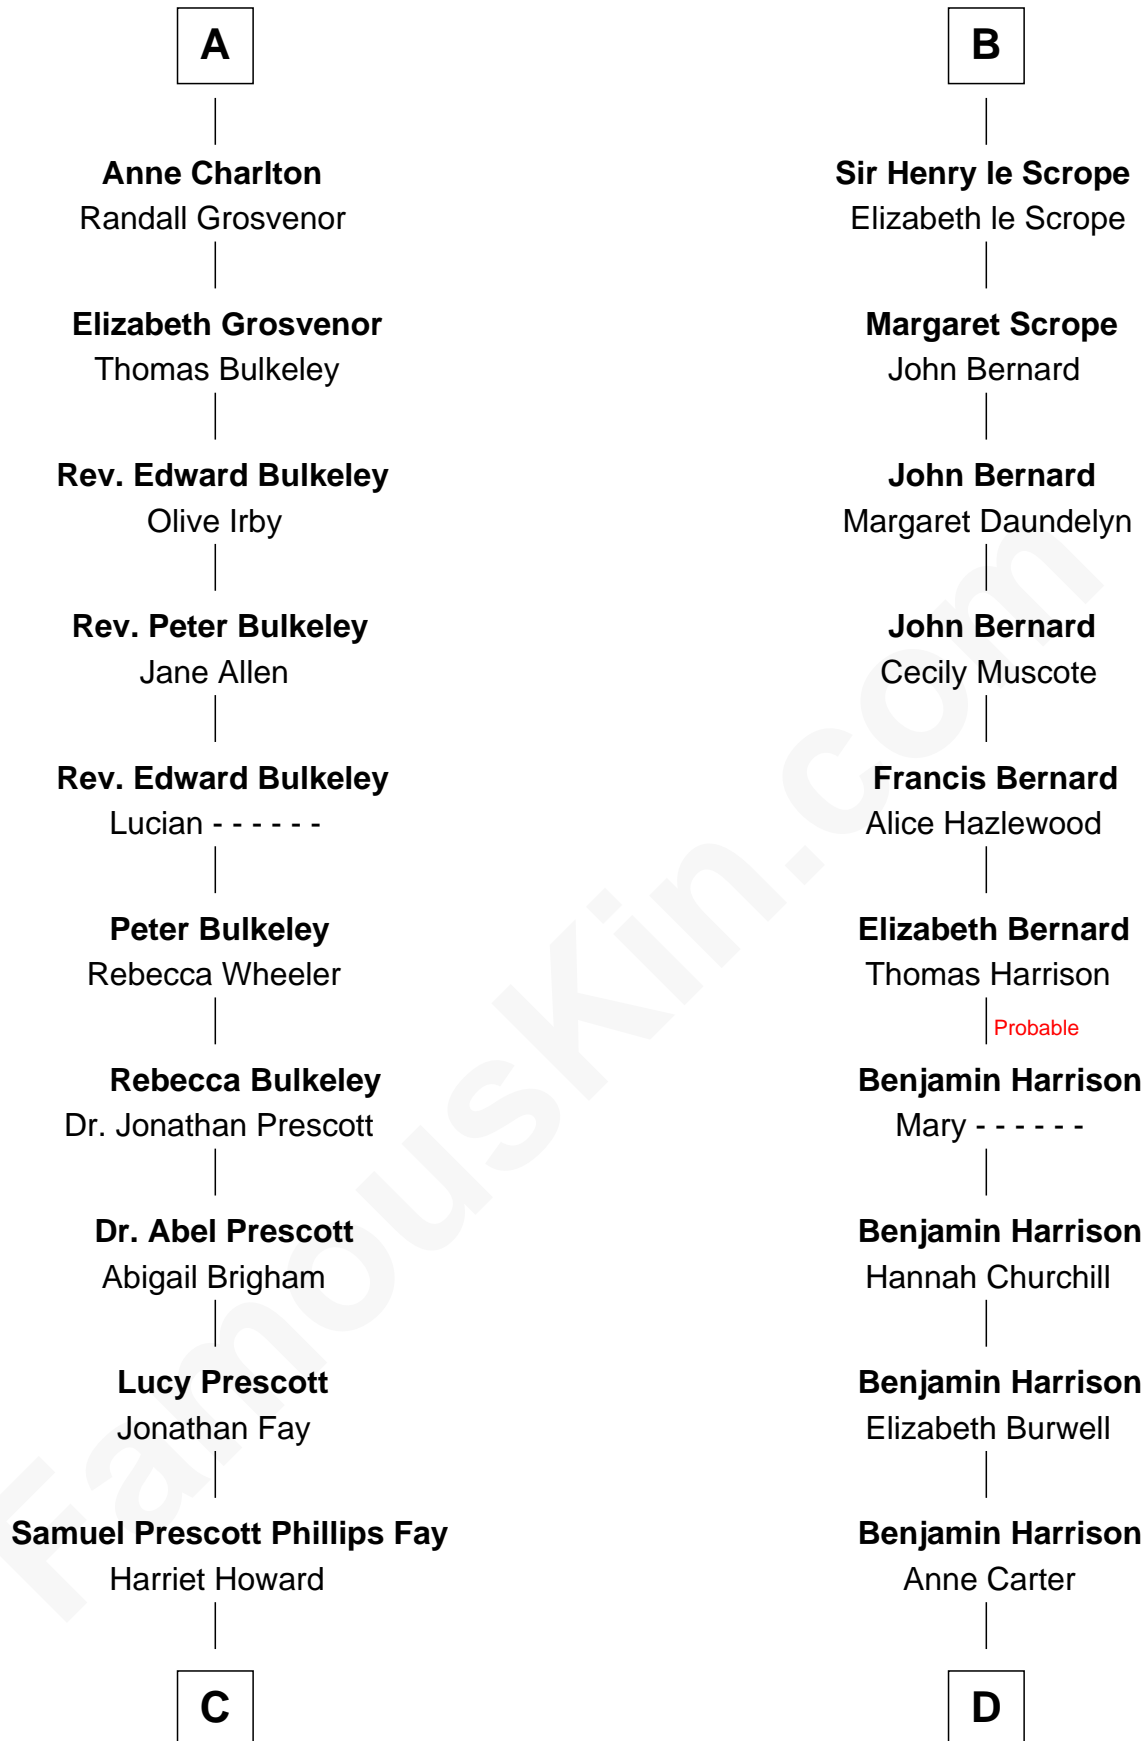 A
Anne Charlton
Randall Grosvenor
Elizabeth Grosvenor
Thomas Bulkeley
Rev. Edward Bulkeley
Olive Irby
Rev. Peter Bulkeley
Jane Allen
Rev. Edward Bulkeley
Lucian - - - - - -
Peter Bulkeley
Rebecca Wheeler
Rebecca Bulkeley
Dr. Jonathan Prescott
Dr. Abel Prescott
Abigail Brigham
Lucy Prescott
Jonathan Fay
Samuel Prescott Phillips Fay
Harriet Howard
C
B
Sir Henry le Scrope
Elizabeth le Scrope
Margaret Scrope
John Bernard
John Bernard
Margaret Daundelyn
John Bernard
Cecily Muscote
Francis Bernard
Alice Hazlewood
Elizabeth Bernard
Thomas Harrison
Probable
Benjamin Harrison
Mary - - - - - -
Benjamin Harrison
Hannah Churchill
Benjamin Harrison
Elizabeth Burwell
Benjamin Harrison
Anne Carter
D
FamousKin.com